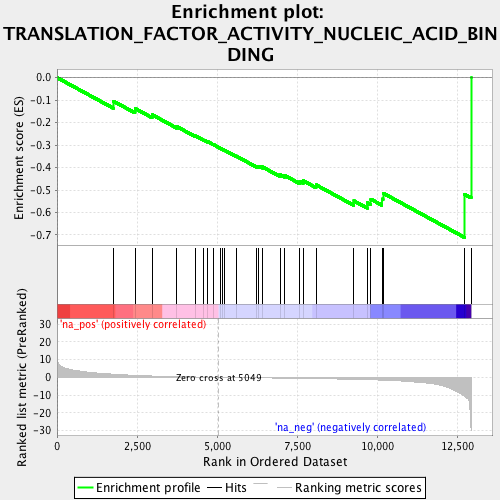 Enrichment plot:
TRANSLATION_FACTOR_ACTIVITY_NUCLEIC_ACID_BIN
DING
Enrichment score (ES)
0.0
-0.1
-0.2
-0.3
-0.4
-0.5
-0.6
-0.7
'na_pos' (positively correlated)
Ranked list metric (PreRanked)
30
20
10
0
-10
-20
-30
Zero cross at 5049
'na_neg' (negatively correlated)
0 2,500 5,000 7,500 10,000 12,500
Rank in Ordered Dataset
Enrichment profile Hits Ranking metric scores